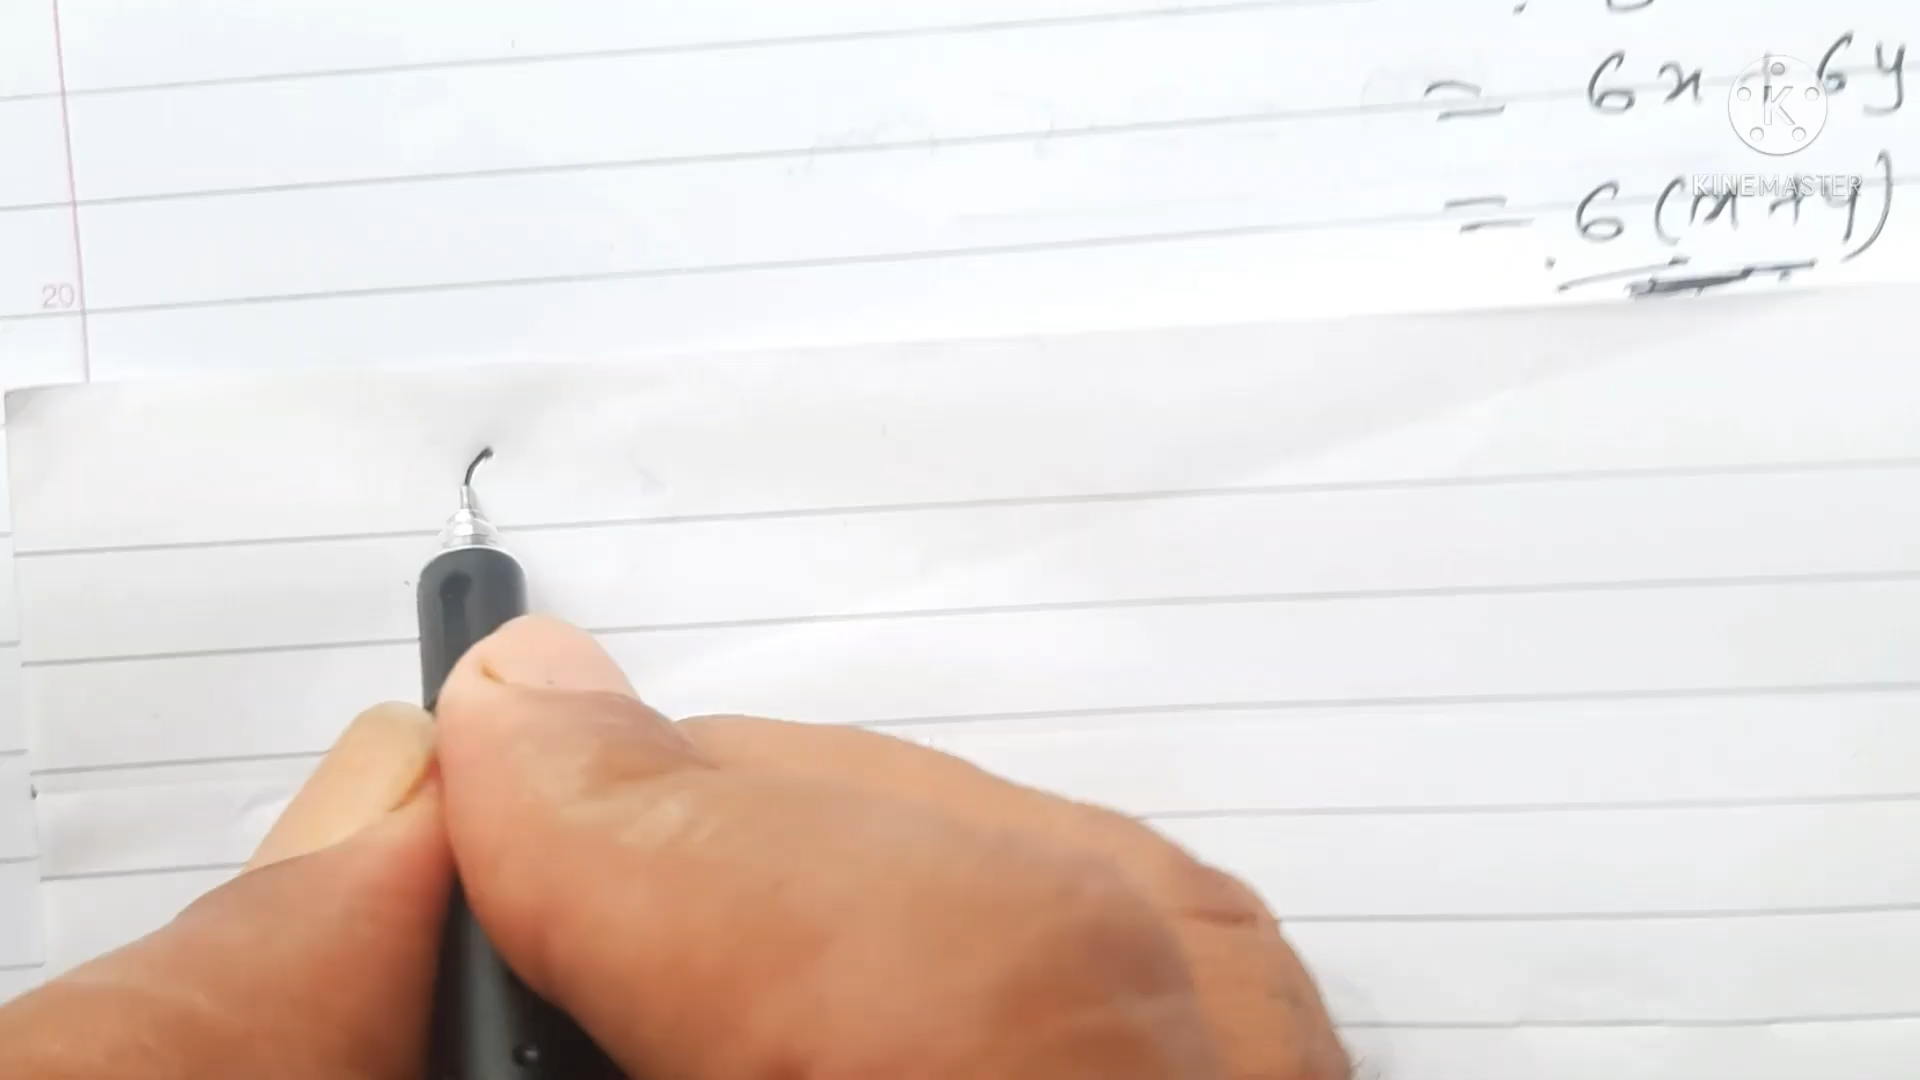 = 6x + 6y
K
KINEMASTER
= 6(x+y)
20